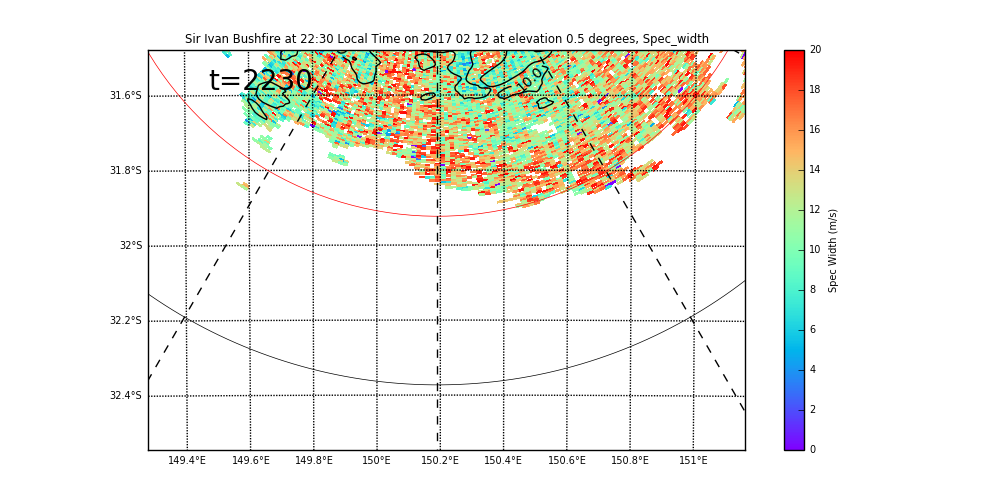 Sir Ivan Bushfire at 22:30 Local Time on 2017 02 12 at elevation 0.5 degrees, Spec_width
t=2230
31.6°S
31.8°S
32°S
32.2°S
32.4°S
149.4°E 149.6°E 149.8°E 150°E 150.2°E 150.4°E 150.6°E 150.8°E 151°E
20
18
16
14
12
10
8
6
4
2
0
Spec Width (m/s)